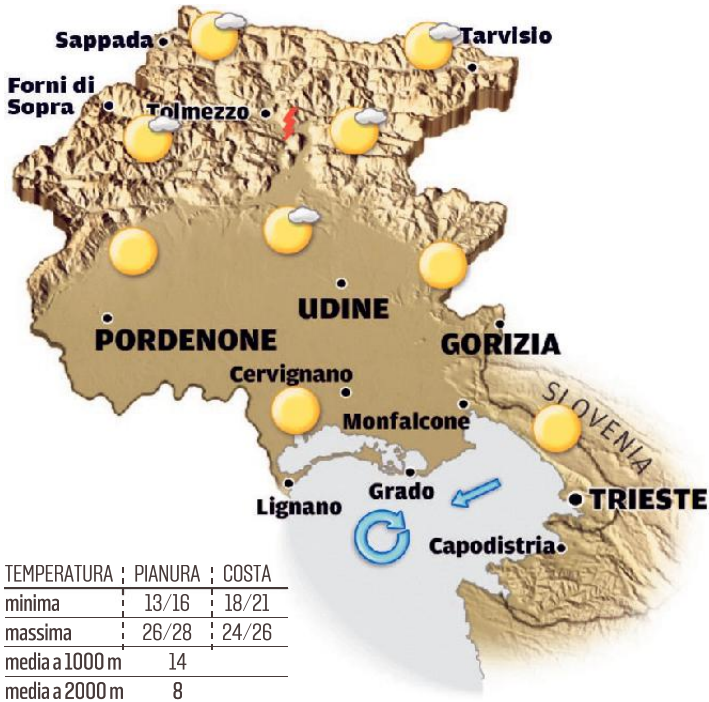 Sappada
Tarvisio
Forni di
Sopra
Tolmezzo
UDINE
PORDENONE
GORIZIA
Cervignano
SLOVENIA
Monfalcone
Grado
Lignano
TRIESTE
Capodistria
TEMPERATURA PIANURA COSTA
minima 13/16 18/21
massima 26/28 24/26
media a 1000 m 14
media a 2000 m 8